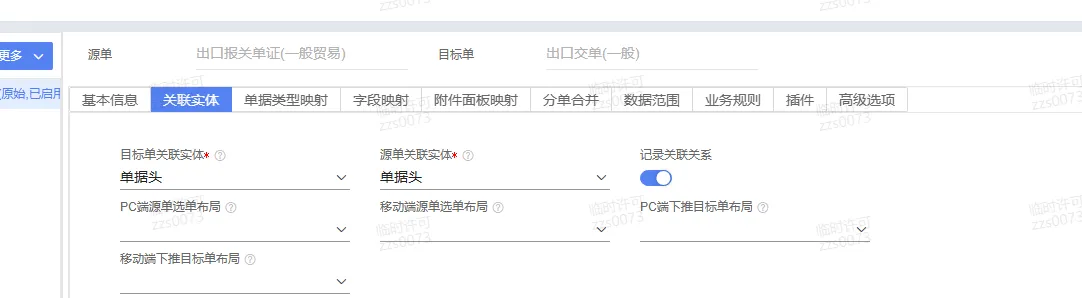 zzs0073
更多
源单 出口报关单证(一般贸易) 目标单 出口交单(一般)
原始,已启用
基本信息 关联实体 单据类型映射 字段映射 附件面板映射 分单合并 数据范围 业务规则 插件 高级选项
临时许可
zzs0073
目标单关联实体* 源单关联实体* 记录关联关系
单据头 单据头
PC端源单选单布局 移动端源单选单布局 PC端下推目标单布局
临时许可
zzs0073
移动端下推目标单布局